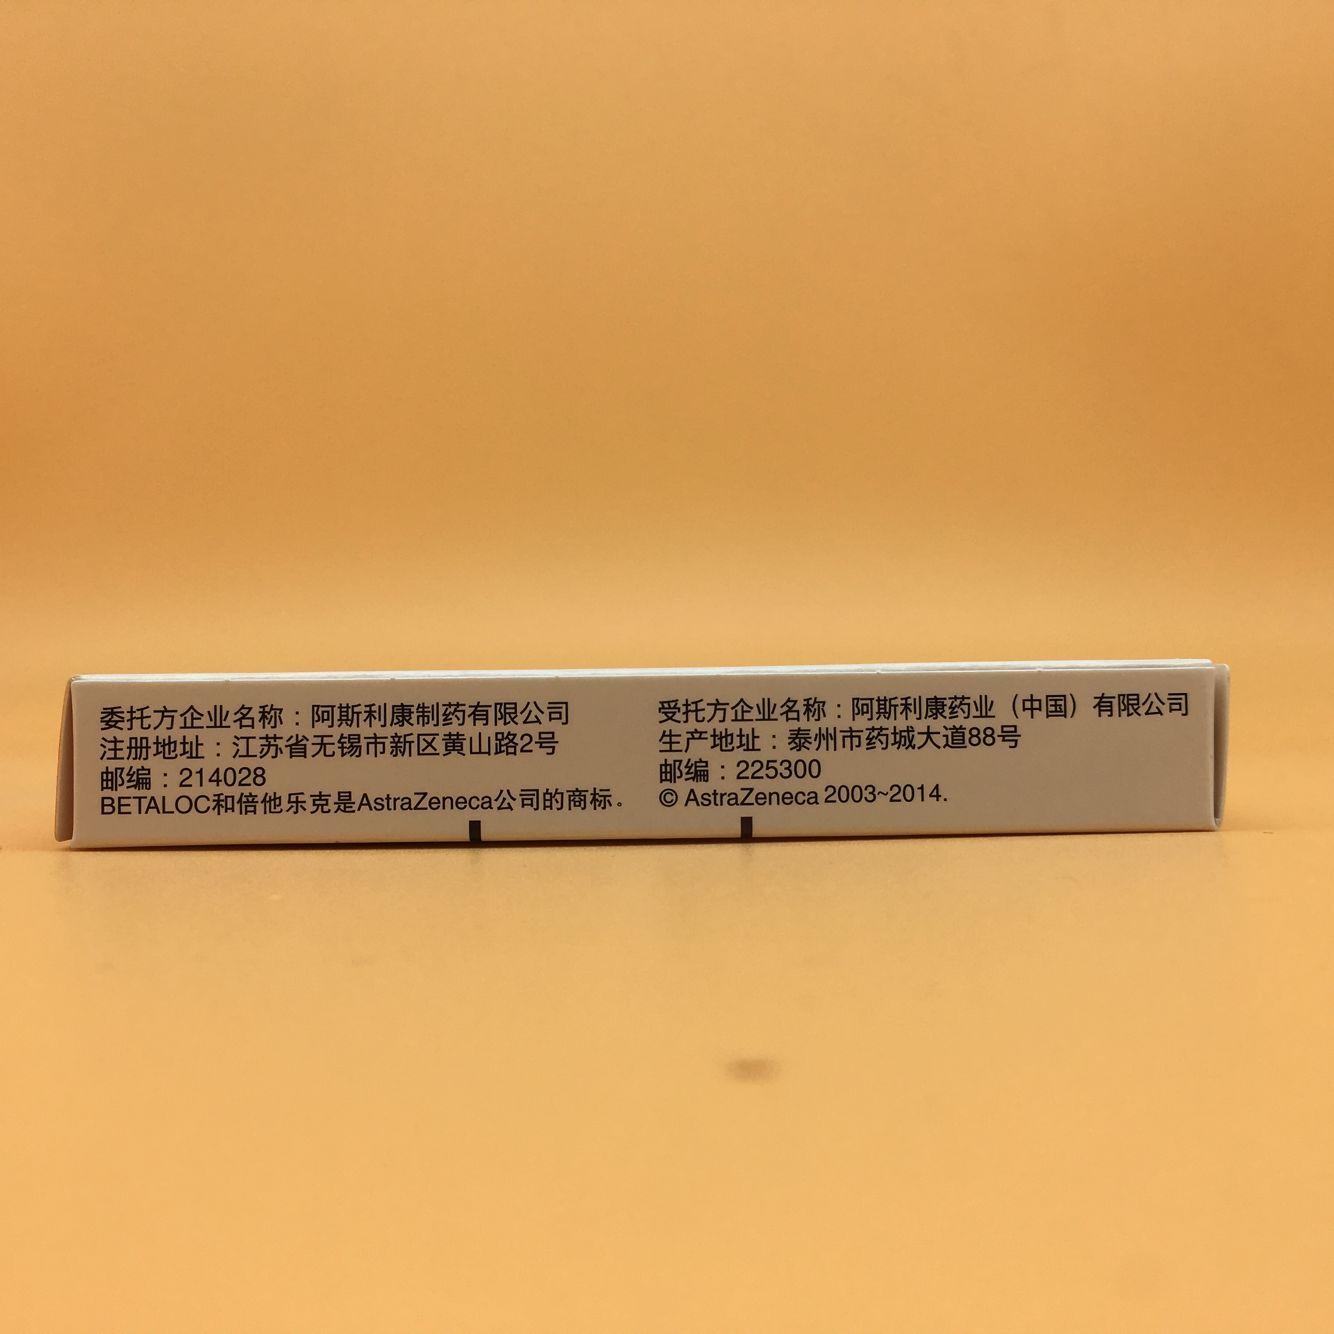 委托方企业名称：阿斯利康制药有限公司
注册地址：江苏省无锡市新区黄山路2号
邮编：214028
BETALOC和倍他乐克是AstraZeneca公司的商标。
受托方企业名称：阿斯利康药业（中国）有限公司
生产地址：泰州市药城大道88号
邮编：225300
© AstraZeneca 2003~2014.